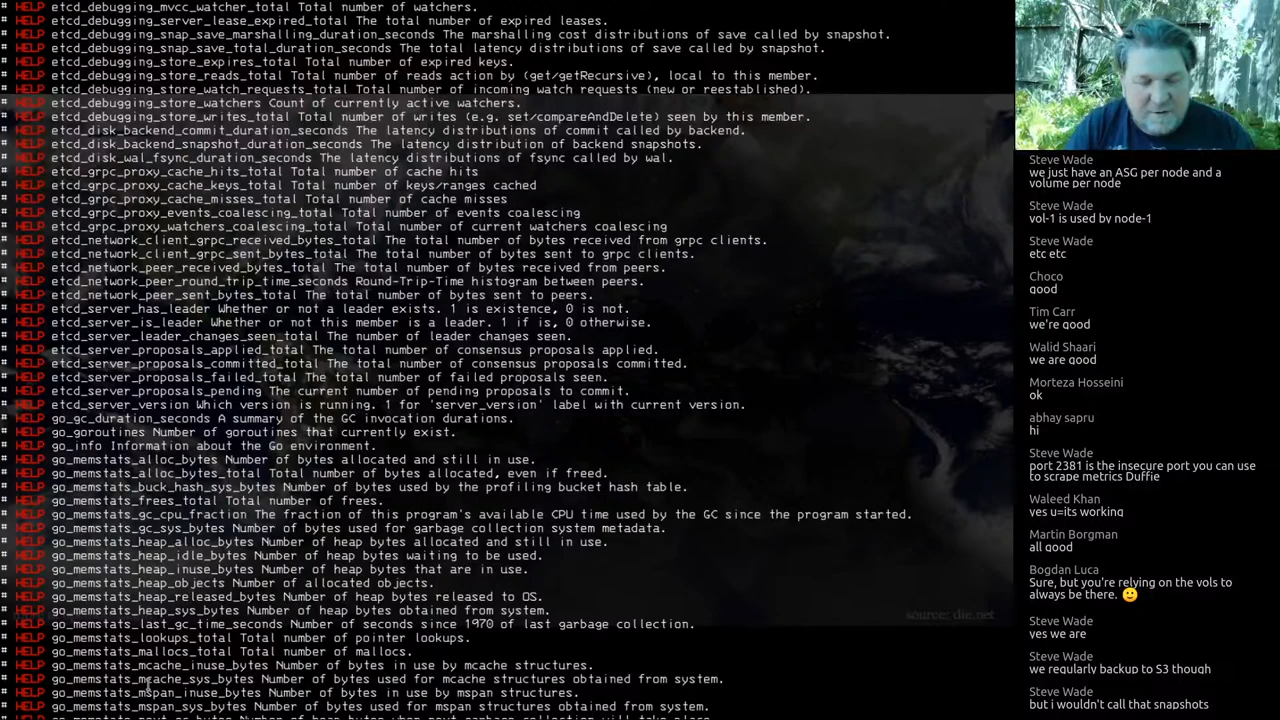 # HELP etcd_debugging_mvcc_watcher_total Total number of watchers.
# HELP etcd_debugging_server_lease_expired_total The total number of expired leases.
# HELP etcd_debugging_snap_save_marshalling_duration_seconds The marshalling cost distributions of save called by snapshot.
# HELP etcd_debugging_snap_save_total_duration_seconds The total latency distributions of save called by snapshot.
# HELP etcd_debugging_store_expires_total Total number of expired keys.
# HELP etcd_debugging_store_reads_total Total number of reads action by (get/getRecursive), local to this member.
# HELP etcd_debugging_store_watch_requests_total Total number of incoming watch requests (new or reestablished).
# HELP etcd_debugging_store_watchers Count of currently active watchers.
# HELP etcd_debugging_store_writes_total Total number of writes (e.g. set/compareAndDelete) seen by this member.
# HELP etcd_disk_backend_commit_duration_seconds The latency distributions of commit called by backend.
# HELP etcd_disk_backend_snapshot_duration_seconds The latency distribution of backend snapshots.
# HELP etcd_disk_wal_fsync_duration_seconds The latency distributions of fsync called by wal.
# HELP etcd_grpc_proxy_cache_hits_total Total number of cache hits
# HELP etcd_grpc_proxy_cache_keys_total Total number of keys/ranges cached
# HELP etcd_grpc_proxy_cache_misses_total Total number of cache misses
# HELP etcd_grpc_proxy_events_coalescing_total Total number of events coalescing
# HELP etcd_grpc_proxy_watchers_coalescing_total Total number of current watchers coalescing
# HELP etcd_network_client_grpc_received_bytes_total The total number of bytes received from grpc clients.
# HELP etcd_network_client_grpc_sent_bytes_total The total number of bytes sent to grpc clients.
# HELP etcd_network_peer_received_bytes_total The total number of bytes received from peers.
# HELP etcd_network_peer_round_trip_time_seconds Round-Trip-Time histogram between peers.
# HELP etcd_network_peer_sent_bytes_total The total number of bytes sent to peers.
# HELP etcd_server_has_leader Whether or not a leader exists. 1 is existence, 0 is not.
# HELP etcd_server_is_leader Whether or not this member is a leader. 1 if is, 0 otherwise.
# HELP etcd_server_leader_changes_seen_total The number of leader changes seen.
# HELP etcd_server_proposals_applied_total The total number of consensus proposals applied.
# HELP etcd_server_proposals_committed_total The total number of consensus proposals committed.
# HELP etcd_server_proposals_failed_total The total number of failed proposals seen.
# HELP etcd_server_proposals_pending The current number of pending proposals to commit.
# HELP etcd_server_version Which version is running. 1 for 'server_version' label with current version.
# HELP go_gc_duration_seconds A summary of the GC invocation durations.
# HELP go_goroutines Number of goroutines that currently exist.
# HELP go_info Information about the Go environment.
# HELP go_memstats_alloc_bytes Number of bytes allocated and still in use.
# HELP go_memstats_alloc_bytes_total Total number of bytes allocated, even if freed.
# HELP go_memstats_buck_hash_sys_bytes Number of bytes used by the profiling bucket hash table.
# HELP go_memstats_frees_total Total number of frees.
# HELP go_memstats_gc_cpu_fraction The fraction of this program's available CPU time used by the GC since the program started.
# HELP go_memstats_gc_sys_bytes Number of bytes used for garbage collection system metadata.
# HELP go_memstats_heap_alloc_bytes Number of heap bytes allocated and still in use.
# HELP go_memstats_heap_idle_bytes Number of heap bytes waiting to be used.
# HELP go_memstats_heap_inuse_bytes Number of heap bytes that are in use.
# HELP go_memstats_heap_objects Number of allocated objects.
# HELP go_memstats_heap_released_bytes Number of heap bytes released to OS.
# HELP go_memstats_heap_sys_bytes Number of heap bytes obtained from system.
# HELP go_memstats_last_gc_time_seconds Number of seconds since 1970 of last garbage collection.
# HELP go_memstats_lookups_total Total number of pointer lookups.
# HELP go_memstats_mallocs_total Total number of mallocs.
# HELP go_memstats_mcache_inuse_bytes Number of bytes in use by mcache structures.
# HELP go_memstats_mcache_sys_bytes Number of bytes used for mcache structures obtained from system.
# HELP go_memstats_mspan_inuse_bytes Number of bytes in use by mspan structures.
# HELP go_memstats_mspan_sys_bytes Number of bytes used for mspan structures obtained from system.
# HELP go_memstats_next_gc_bytes Number of heap bytes when next garbage collection will take place.
source: die.net
Steve Wade
we just have an ASG per node and a
volume per node
Steve Wade
vol-1 is used by node-1
Steve Wade
etc etc
Choco
good
Tim Carr
we're good
Walid Shaari
we are good
Morteza Hosseini
ok
abhay sapru
hi
Steve Wade
port 2381 is the insecure port you can use
to scrape metrics Duffie
Waleed Khan
yes u=its working
Martin Borgman
all good
Bogdan Luca
Sure, but you're relying on the vols to
always be there. 🙂
Steve Wade
yes we are
Steve Wade
we regularly backup to S3 though
Steve Wade
but i wouldn't call that snapshots